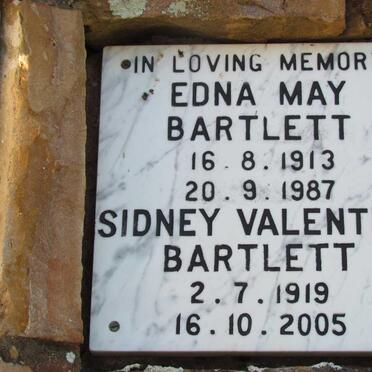 IN LOVING MEMOR
EDNA MAY
BARTLETT
16 . 8 . 1913
20 . 9 . 1987
SIDNEY VALENT
BARTLETT
2 . 7 . 1919
16 . 10 . 2005